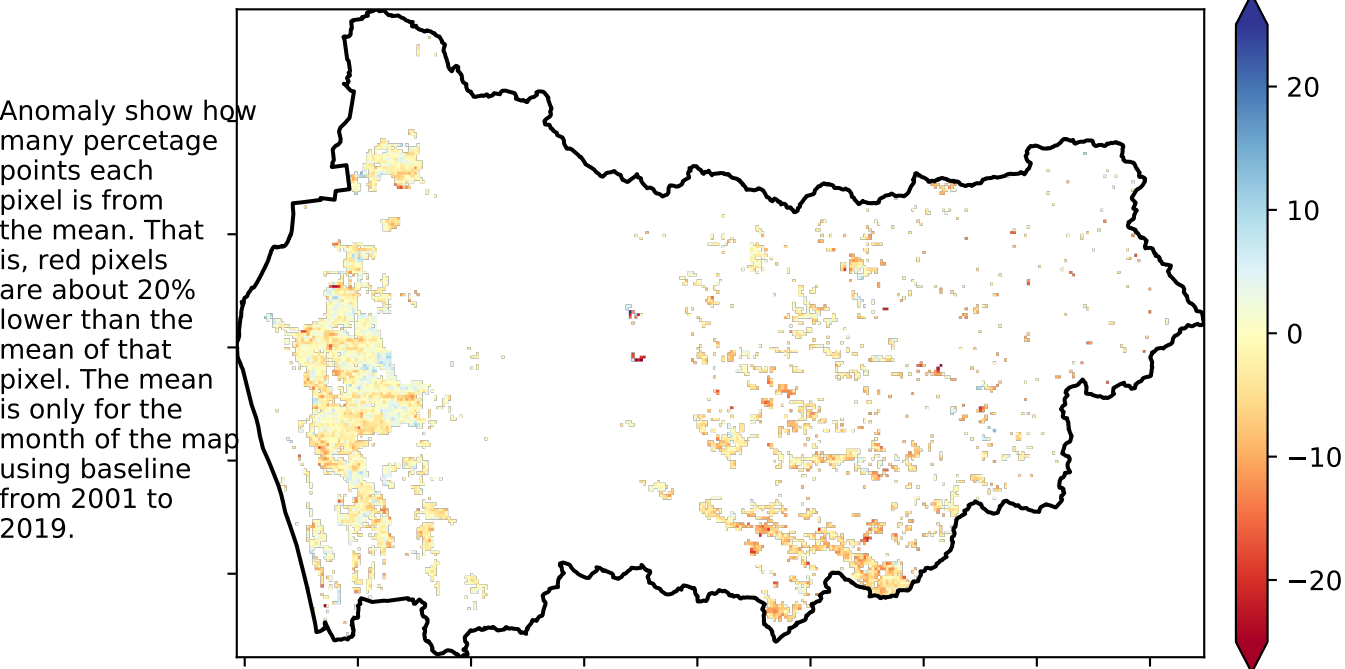 Anomaly show how
many percetage
points each
pixel is from
the mean. That
is, red pixels
are about 20%
lower than the
mean of that
pixel. The mean
is only for the
month of the map
using baseline
from 2001 to
2019.
20
10
0
−10
−20